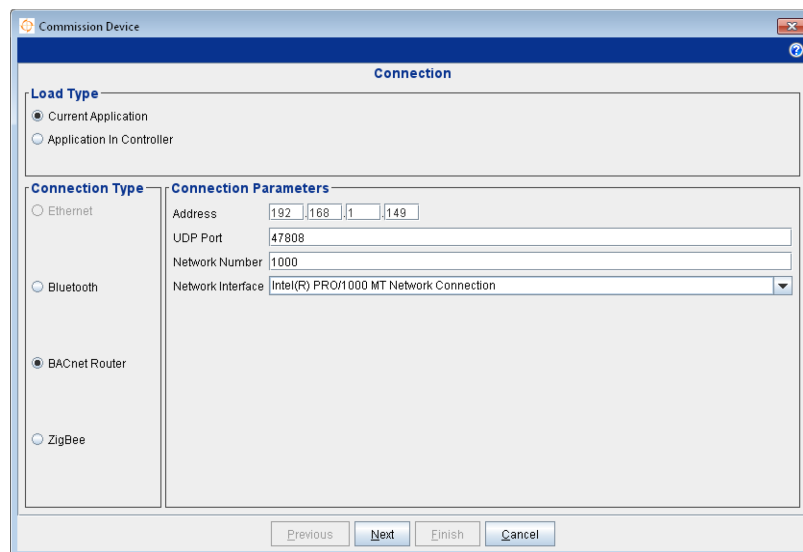 Commission Device
Connection
Load Type
Current Application
Application In Controller
Connection Type
Ethernet
Bluetooth
BACnet Router
ZigBee
Connection Parameters
Address 192 .168 .1 .149
UDP Port 47808
Network Number 1000
Network Interface Intel(R) PRO/1000 MT Network Connection
Previous Next Finish Cancel